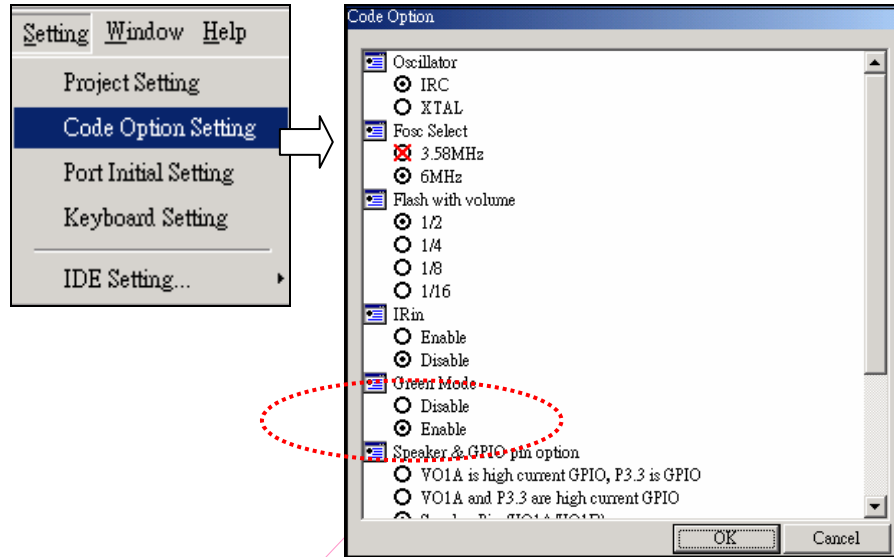 Setting Window Help
Project Setting
Code Option Setting
Port Initial Setting
Keyboard Setting
IDE Setting...
Code Option
Oscillator
IRC
XTAL
Fosc Select
3.58MHz
6MHz
Flash with volume
1/2
1/4
1/8
1/16
IRin
Enable
Disable
Green Mode
Disable
Enable
Speaker & GPIO pin option
VO1A is high current GPIO, P3.3 is GPIO
VO1A and P3.3 are high current GPIO
OK Cancel